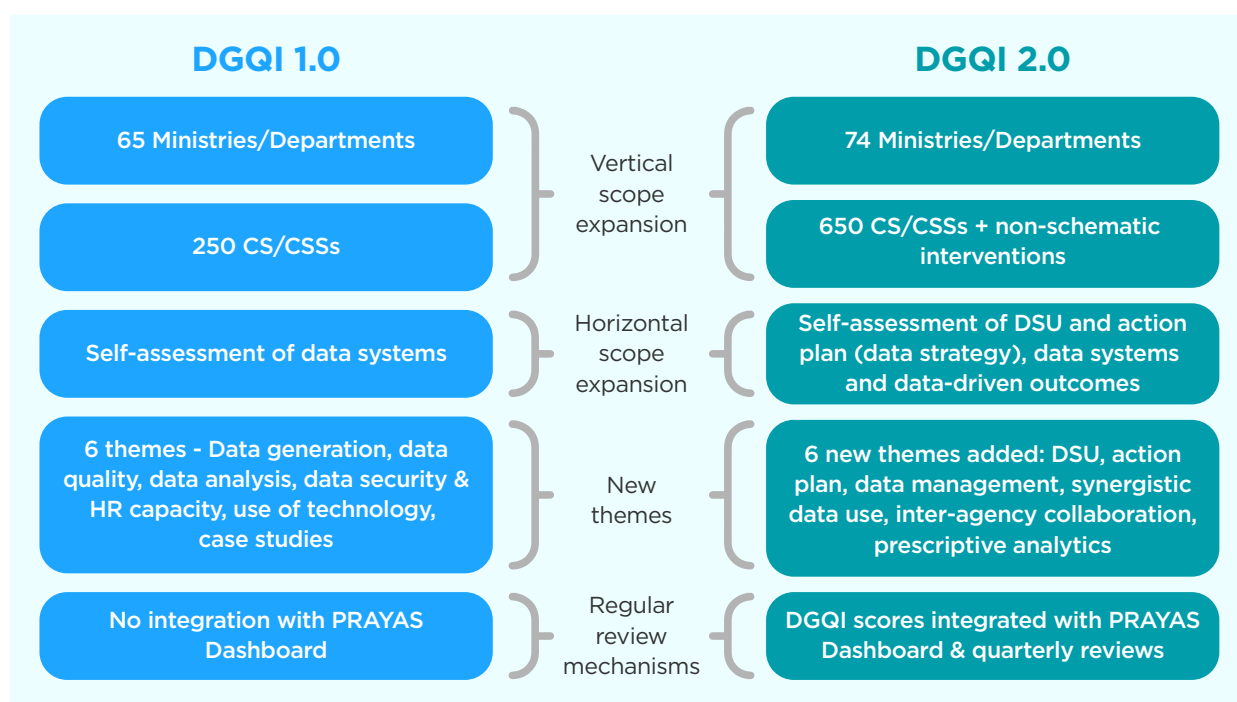 DGQI 1.0
DGQI 2.0
65 Ministries/Departments
Vertical
scope
expansion
74 Ministries/Departments
250 CS/CSSs
650 CS/CSSs + non-schematic
interventions
Self-assessment of data systems
Horizontal
scope
expansion
Self-assessment of DSU and action
plan (data strategy), data systems
and data-driven outcomes
6 themes - Data generation, data
quality, data analysis, data security &
HR capacity, use of technology,
case studies
New
themes
6 new themes added: DSU, action
plan, data management, synergistic
data use, inter-agency collaboration,
prescriptive analytics
No integration with PRAYAS
Dashboard
Regular
review
mechanisms
DGQI scores integrated with PRAYAS
Dashboard & quarterly reviews